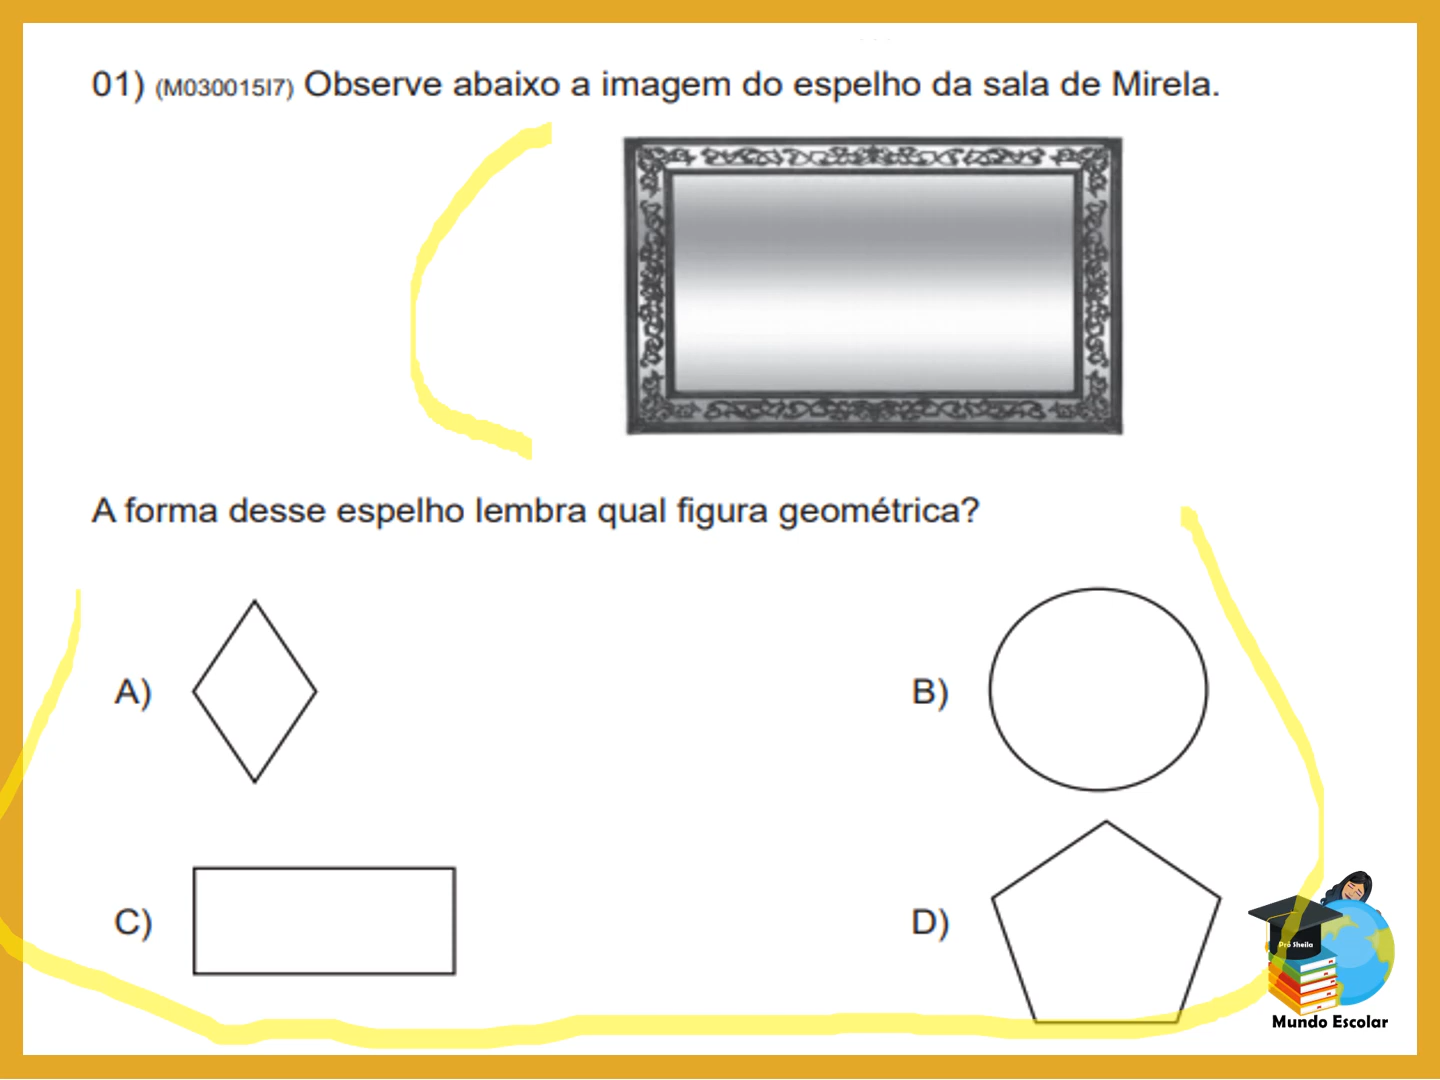 01) (M030015I7) Observe abaixo a imagem do espelho da sala de Mirela.
A forma desse espelho lembra qual figura geométrica?
A)
B)
C)
D)
Pró Sheila
Mundo Escolar